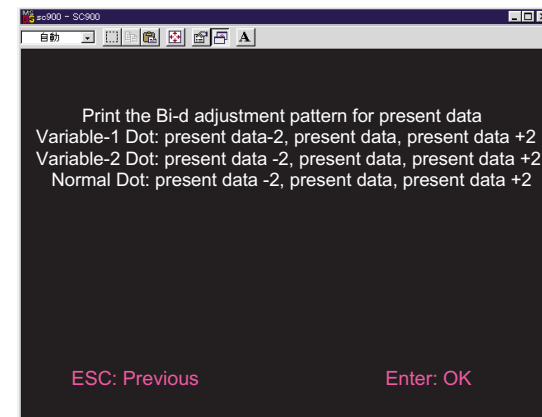 sc900 - SC900
自動
A
Print the Bi-d adjustment pattern for present data
Variable-1 Dot: present data-2, present data, present data +2
Variable-2 Dot: present data -2, present data, present data +2
Normal Dot: present data -2, present data, present data +2
ESC: Previous Enter: OK